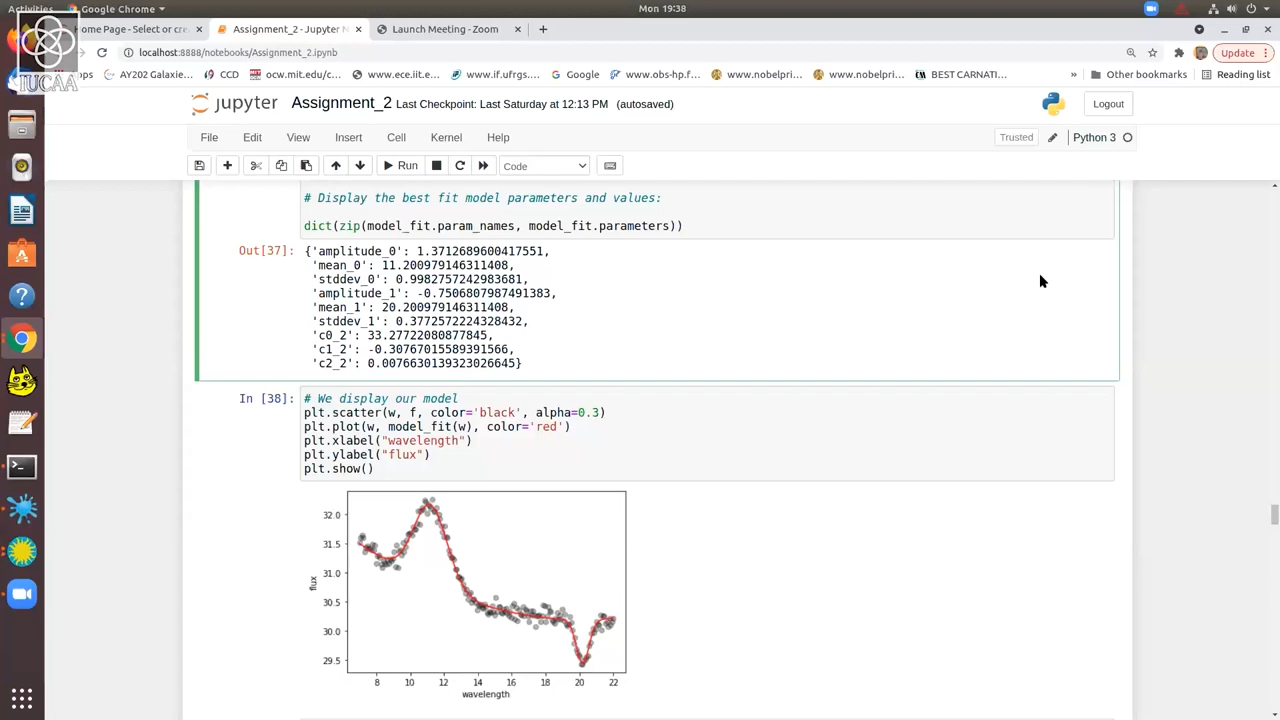 Activities
Google Chrome
Mon 19:38
Home Page - Select or cre
Assignment_2 - Jupyter N
Launch Meeting - Zoom
localhost:8888/notebooks/Assignment_2.ipynb
Update
IUCAA
AY202 Galaxie...
CCD
ocw.mit.edu/c...
www.ece.iit.e...
www.if.ufrgs....
Google
www.obs-hp.f...
www.nobelpri...
www.nobelpri...
BEST CARNATI...
»
Other bookmarks
Reading list
jupyter
Assignment_2
Last Checkpoint: Last Saturday at 12:13 PM
(autosaved)
Logout
File
Edit
View
Insert
Cell
Kernel
Help
Trusted
Python 3
Run
Code
# Display the best fit model parameters and values:
dict(zip(model_fit.param_names, model_fit.parameters))
Out[37]:
{'amplitude_0': 1.3712689600417551,
'mean_0': 11.200979146311408,
'stddev_0': 0.9982757242983681,
'amplitude_1': -0.7506807987491383,
'mean_1': 20.200979146311408,
'stddev_1': 0.3772572224328432,
'c0_2': 33.27722080877845,
'c1_2': -0.30767015589391566,
'c2_2': 0.0076630139323026645}
In [38]:
# We display our model
plt.scatter(w, f, color='black', alpha=0.3)
plt.plot(w, model_fit(w), color='red')
plt.xlabel("wavelength")
plt.ylabel("flux")
plt.show()
32.0
31.5
31.0
30.5
30.0
29.5
flux
8 10 12 14 16 18 20 22
wavelength